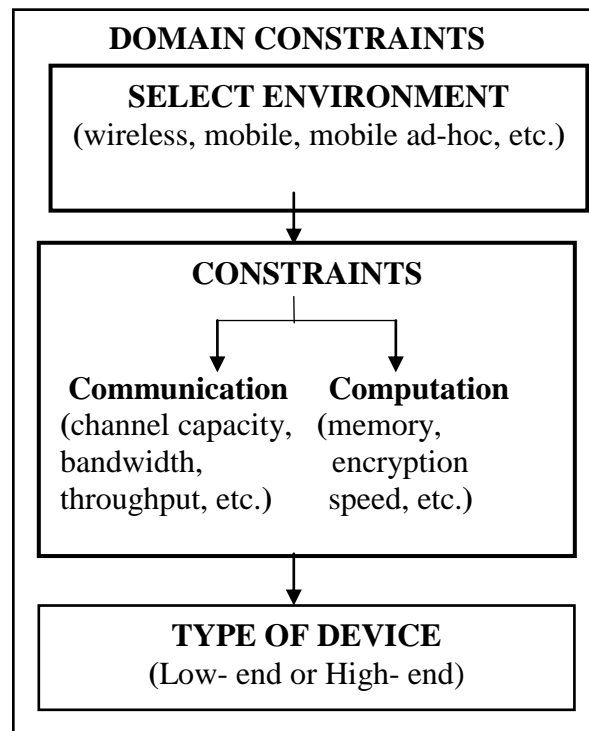 DOMAIN CONSTRAINTS
SELECT ENVIRONMENT
(wireless, mobile, mobile ad-hoc, etc.)
CONSTRAINTS
Communication
(channel capacity,
bandwidth,
throughput, etc.)
Computation
(memory,
encryption
speed, etc.)
TYPE OF DEVICE
(Low- end or High- end)